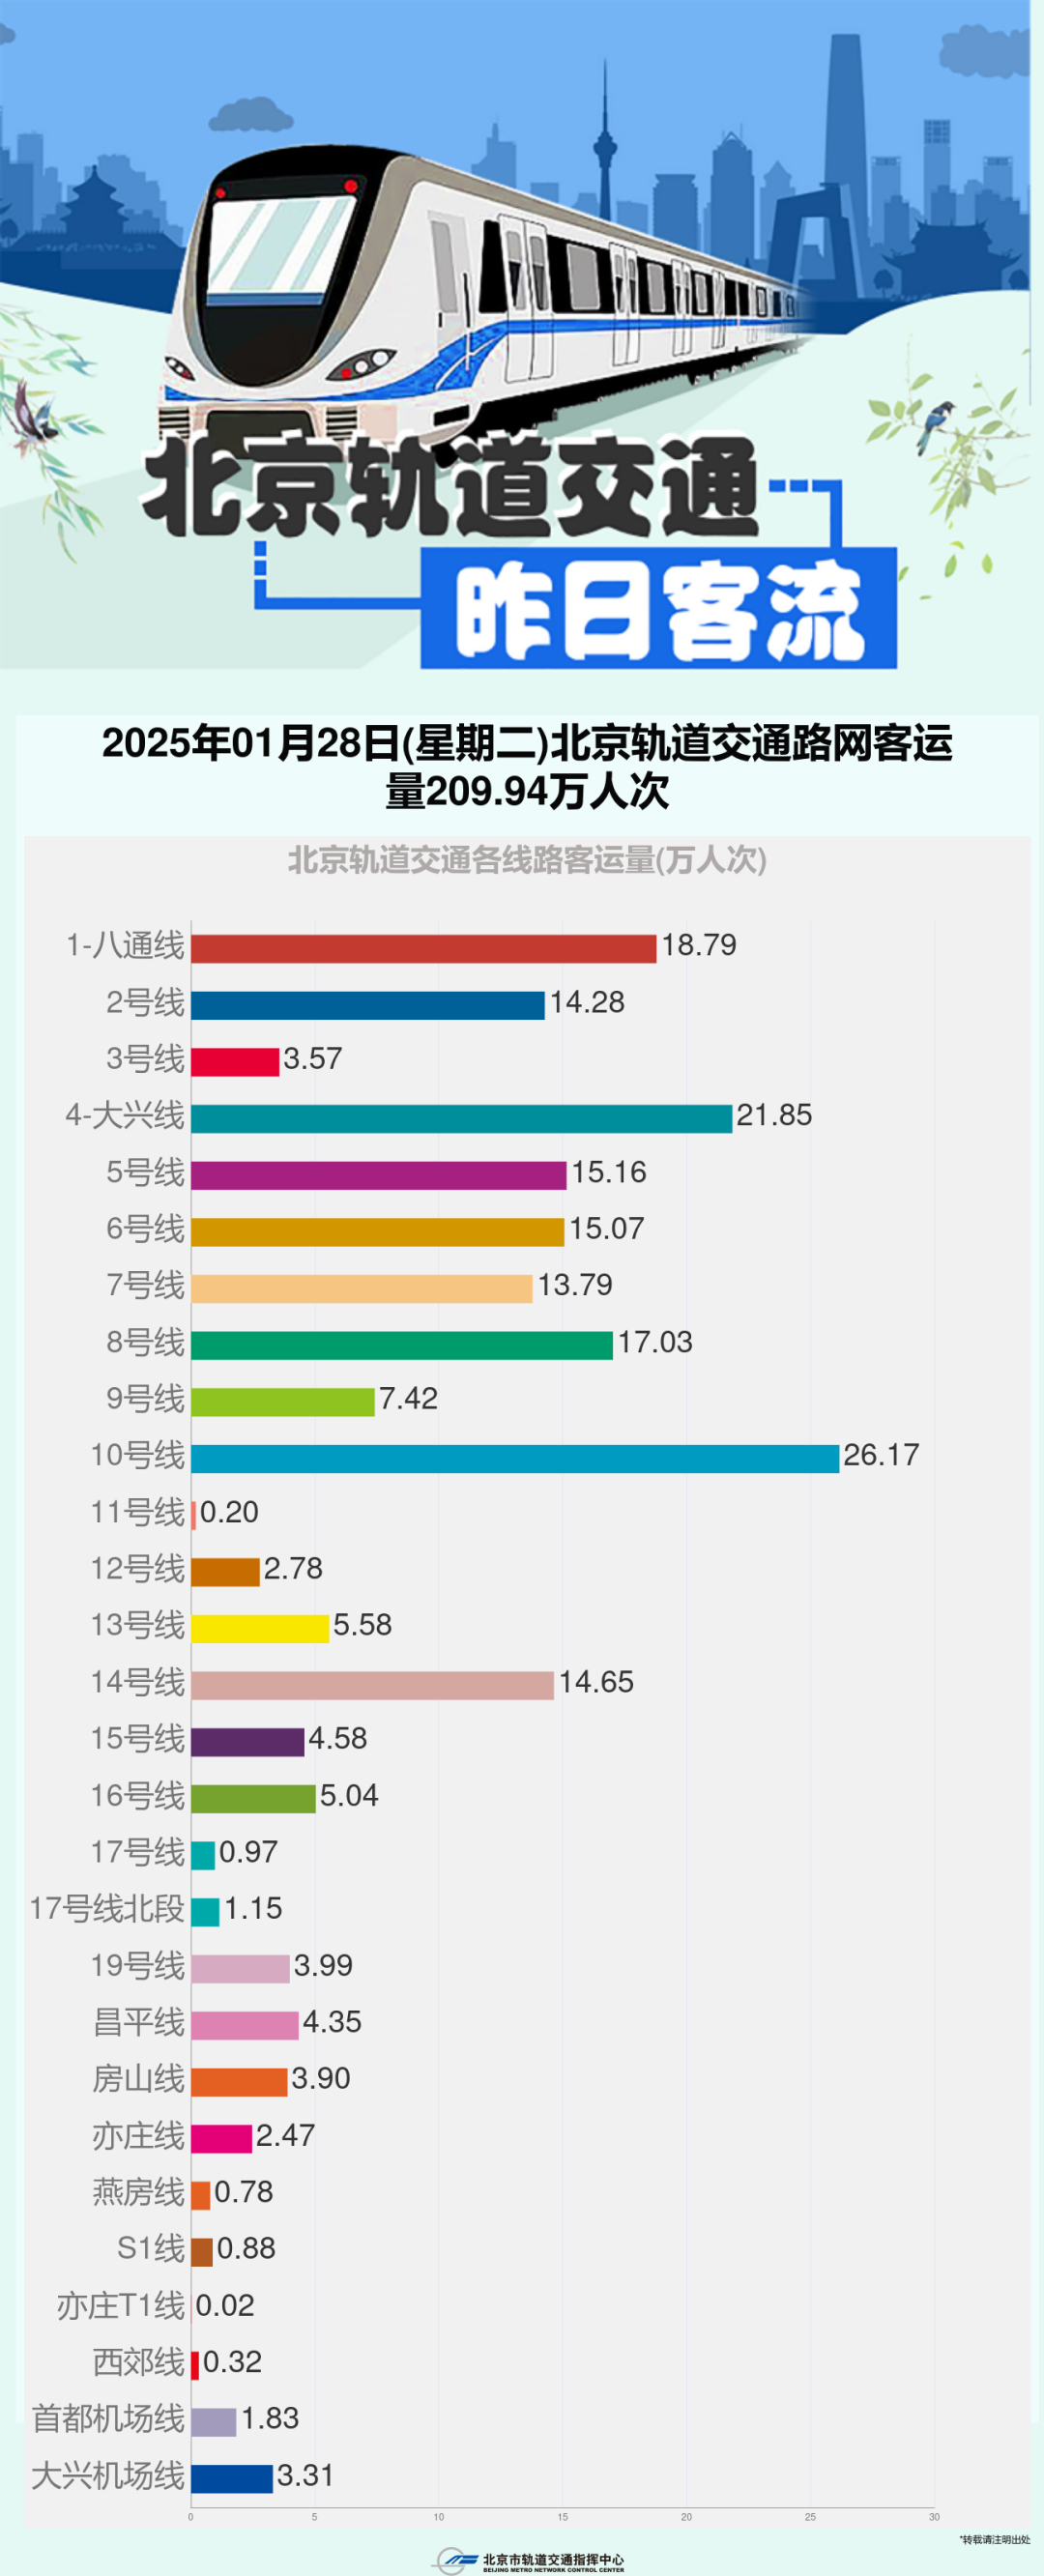 北京轨道交通
昨日客流
2025年01月28日(星期二)北京轨道交通路网客运
量209.94万人次
北京轨道交通各线路客运量(万人次)
1-八通线 18.79
2号线 14.28
3号线 3.57
4-大兴线 21.85
5号线 15.16
6号线 15.07
7号线 13.79
8号线 17.03
9号线 7.42
10号线 26.17
11号线 0.20
12号线 2.78
13号线 5.58
14号线 14.65
15号线 4.58
16号线 5.04
17号线 0.97
17号线北段 1.15
19号线 3.99
昌平线 4.35
房山线 3.90
亦庄线 2.47
燕房线 0.78
S1线 0.88
亦庄T1线 0.02
西郊线 0.32
首都机场线 1.83
大兴机场线 3.31
0 5 10 15 20 25 30
*转载请注明出处
北京市轨道交通指挥中心
BEIJING METRO NETWORK CONTROL CENTER